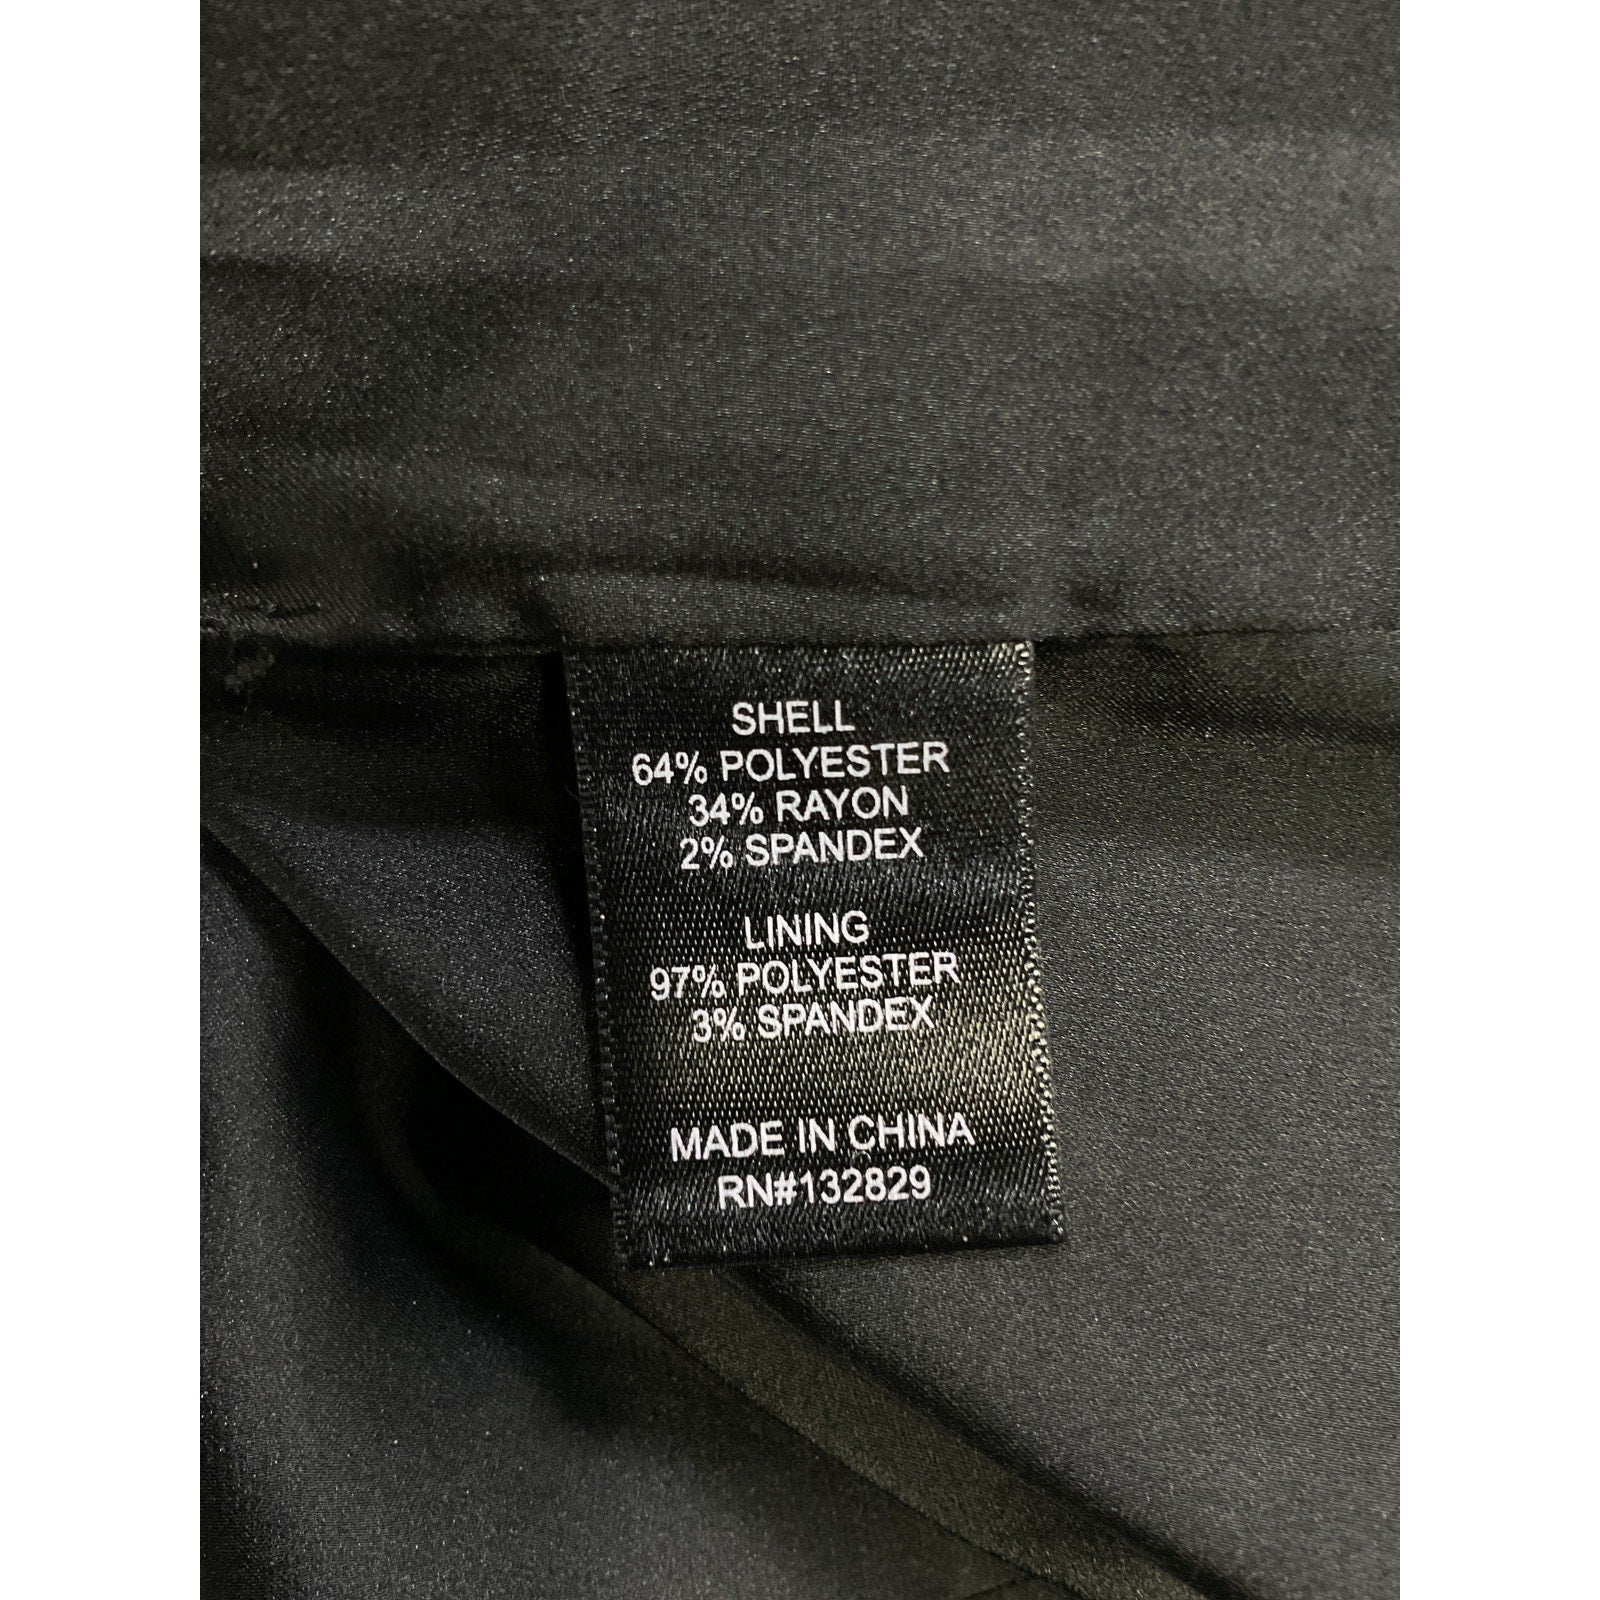 SHELL
64% POLYESTER
34% RAYON
2% SPANDEX
LINING
97% POLYESTER
3% SPANDEX
MADE IN CHINA
RN#132829